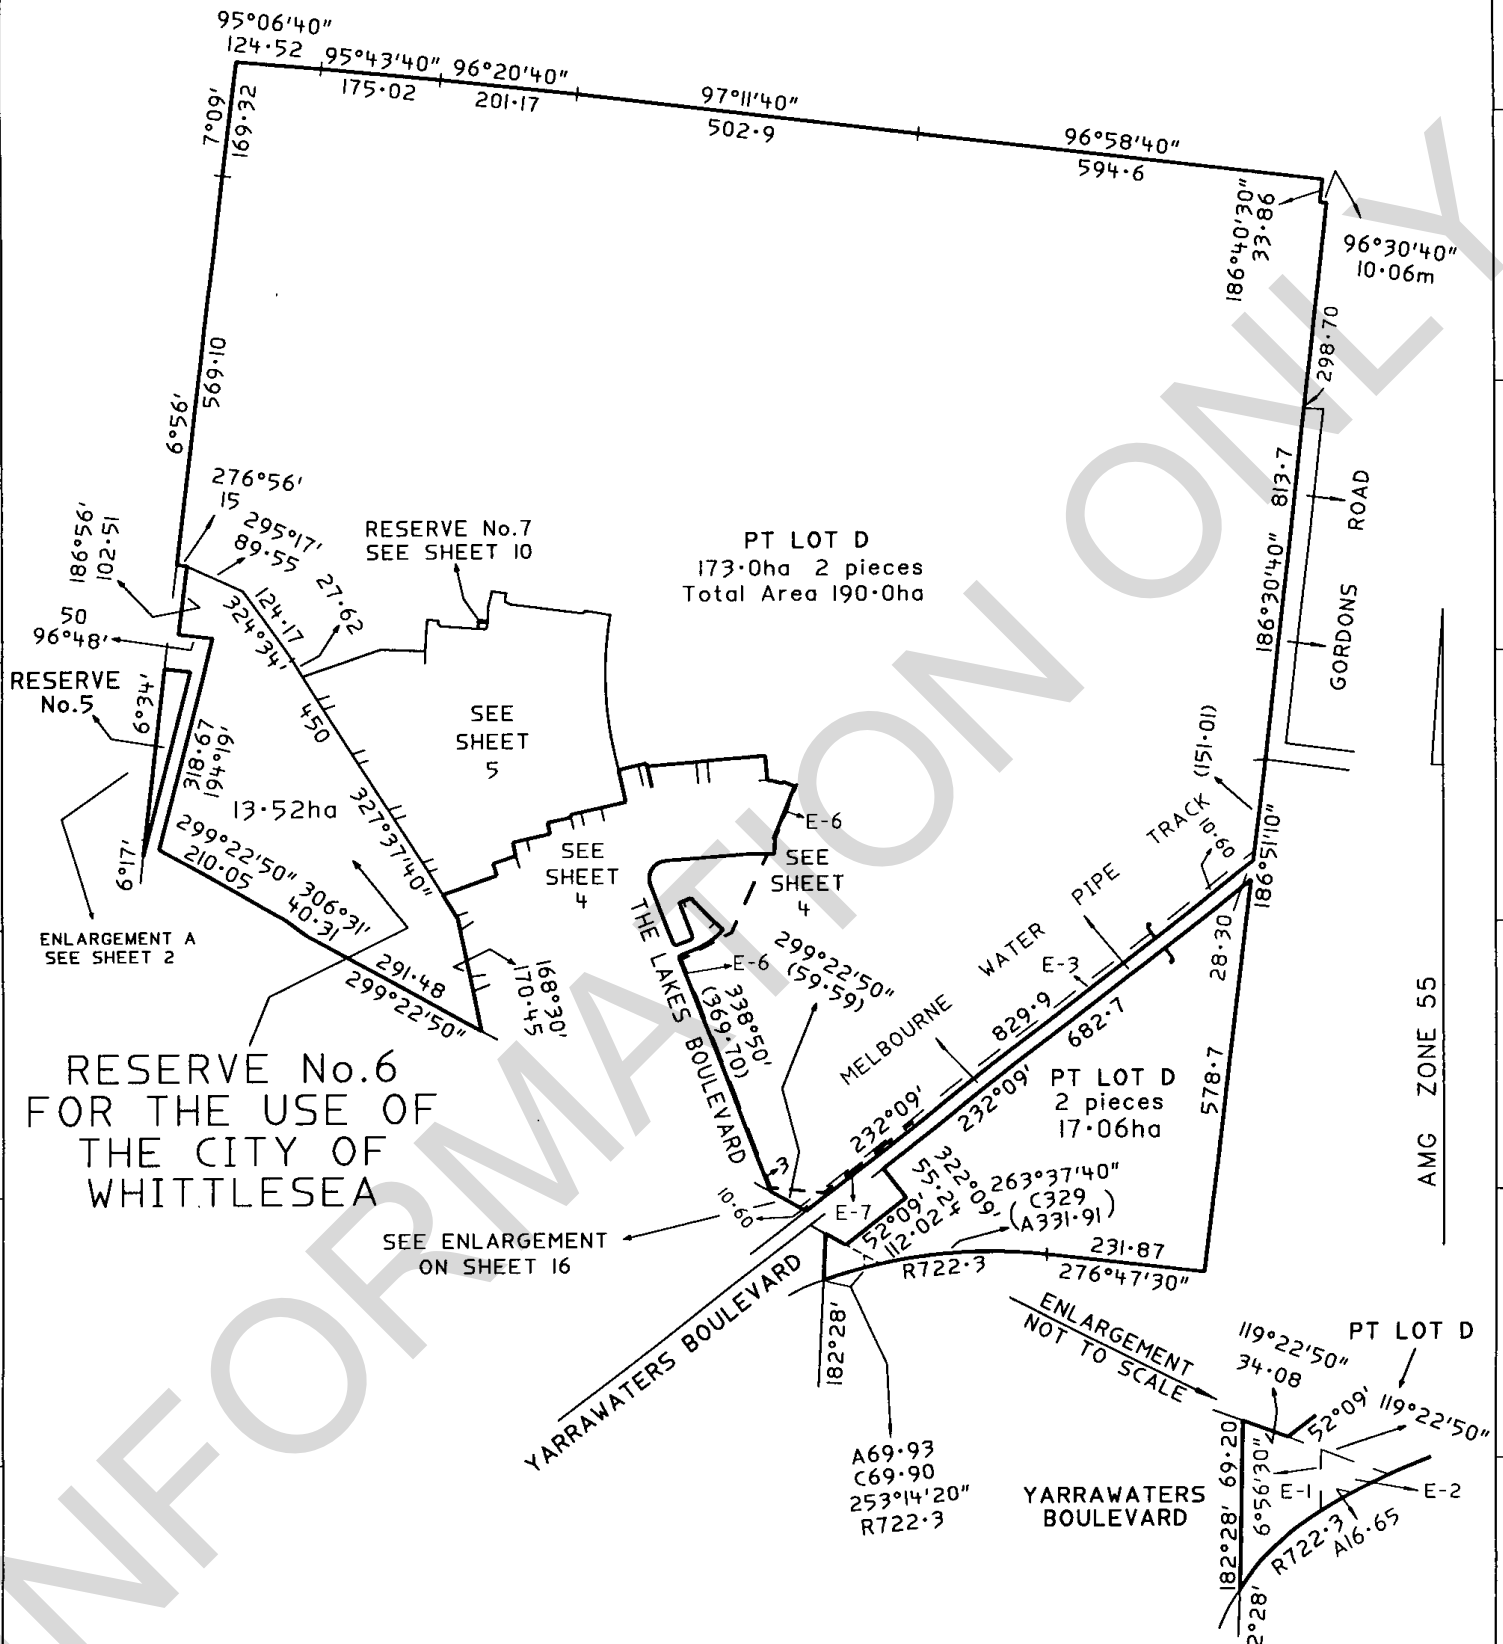 95°06'40"
124·52
95°43'40"
175·02
96°20'40"
201·17
97°11'40"
502·9
96°58'40"
594·6
7°09'
169·32
186°40'30"
33·86
96°30'40"
10·06m
298·70
6°56'
569·10
813·7
186°30'40"
ROAD
GORDONS
276°56'
15
295°17'
89·55
186°56'
102·51
27·62
124·17
324°34'
RESERVE No.7
SEE SHEET 10
PT LOT D
173·0ha 2 pieces
Total Area 190·0ha
50
96°48'
RESERVE
No.5
6°34'
318·67
194°19'
450
SEE
SHEET
5
13·52ha
327°37'40"
(151·01)
TRACK
10·60
186°51'10"
E-6
SEE
SHEET
4
SEE
SHEET
4
299°22'50"
210·05
306°31'
40·31
6°17'
ENLARGEMENT A
SEE SHEET 2
291·48
299°22'50"
168°30'
170·45
THE LAKES BOULEVARD
E-6
338°50'
(369·70)
299°22'50"
(59·59)
MELBOURNE WATER PIPE
E-3
829·9
682·7
232°09'
232°09'
28·30
578·7
PT LOT D
2 pieces
17·06ha
AMG ZONE 55
RESERVE No.6
FOR THE USE OF
THE CITY OF
WHITTLESEA
3
10·60
E-7
322°09'
55·24
52°09'
112·02
263°37'40"
(C329
A331·91)
R722·3
231·87
276°47'30"
SEE ENLARGEMENT
ON SHEET 16
YARRAWATERS BOULEVARD
182°28'
A69·93
C69·90
253°14'20"
R722·3
ENLARGEMENT
NOT TO SCALE
119°22'50"
34·08
PT LOT D
52°09'
119°22'50"
69·20
182°28'
6°56'30"
E-1
E-2
YARRAWATERS
BOULEVARD
R722·3
A16·65
2°28'
NFORMATION ONLY